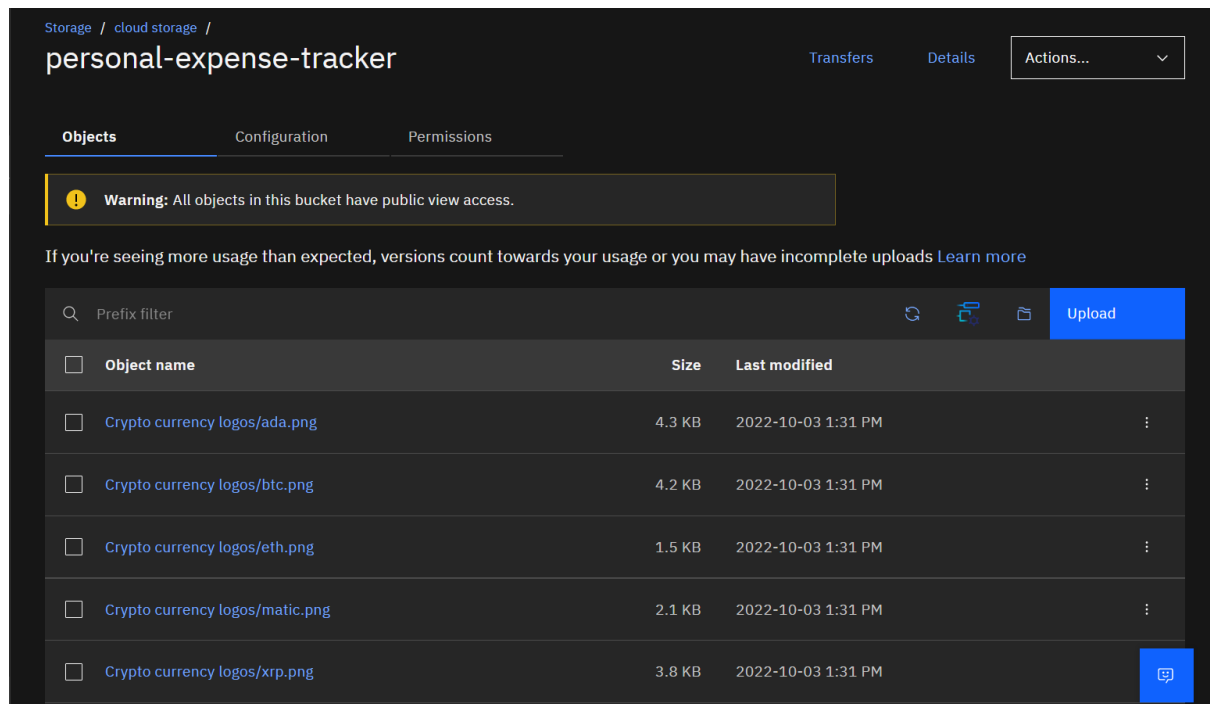 Storage / cloud storage /
personal-expense-tracker
Transfers Details Actions...
Objects Configuration Permissions
Warning: All objects in this bucket have public view access.
If you're seeing more usage than expected, versions count towards your usage or you may have incomplete uploads Learn more
Prefix filter Upload
Object name Size Last modified
Crypto currency logos/ada.png 4.3 KB 2022-10-03 1:31 PM
Crypto currency logos/btc.png 4.2 KB 2022-10-03 1:31 PM
Crypto currency logos/eth.png 1.5 KB 2022-10-03 1:31 PM
Crypto currency logos/matic.png 2.1 KB 2022-10-03 1:31 PM
Crypto currency logos/xrp.png 3.8 KB 2022-10-03 1:31 PM